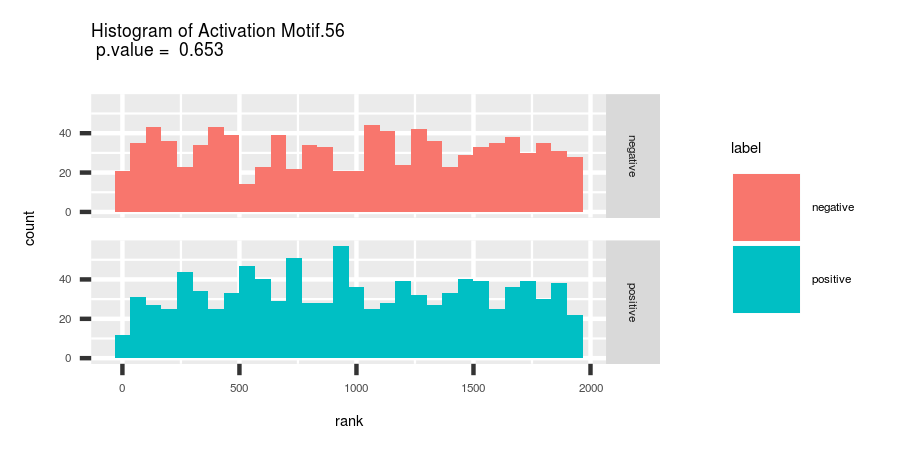 Histogram of Activation Motif.56
p.value = 0.653
count
40
20
0
negative
40
20
0
positive
0 500 1000 1500 2000
rank
label
negative
positive